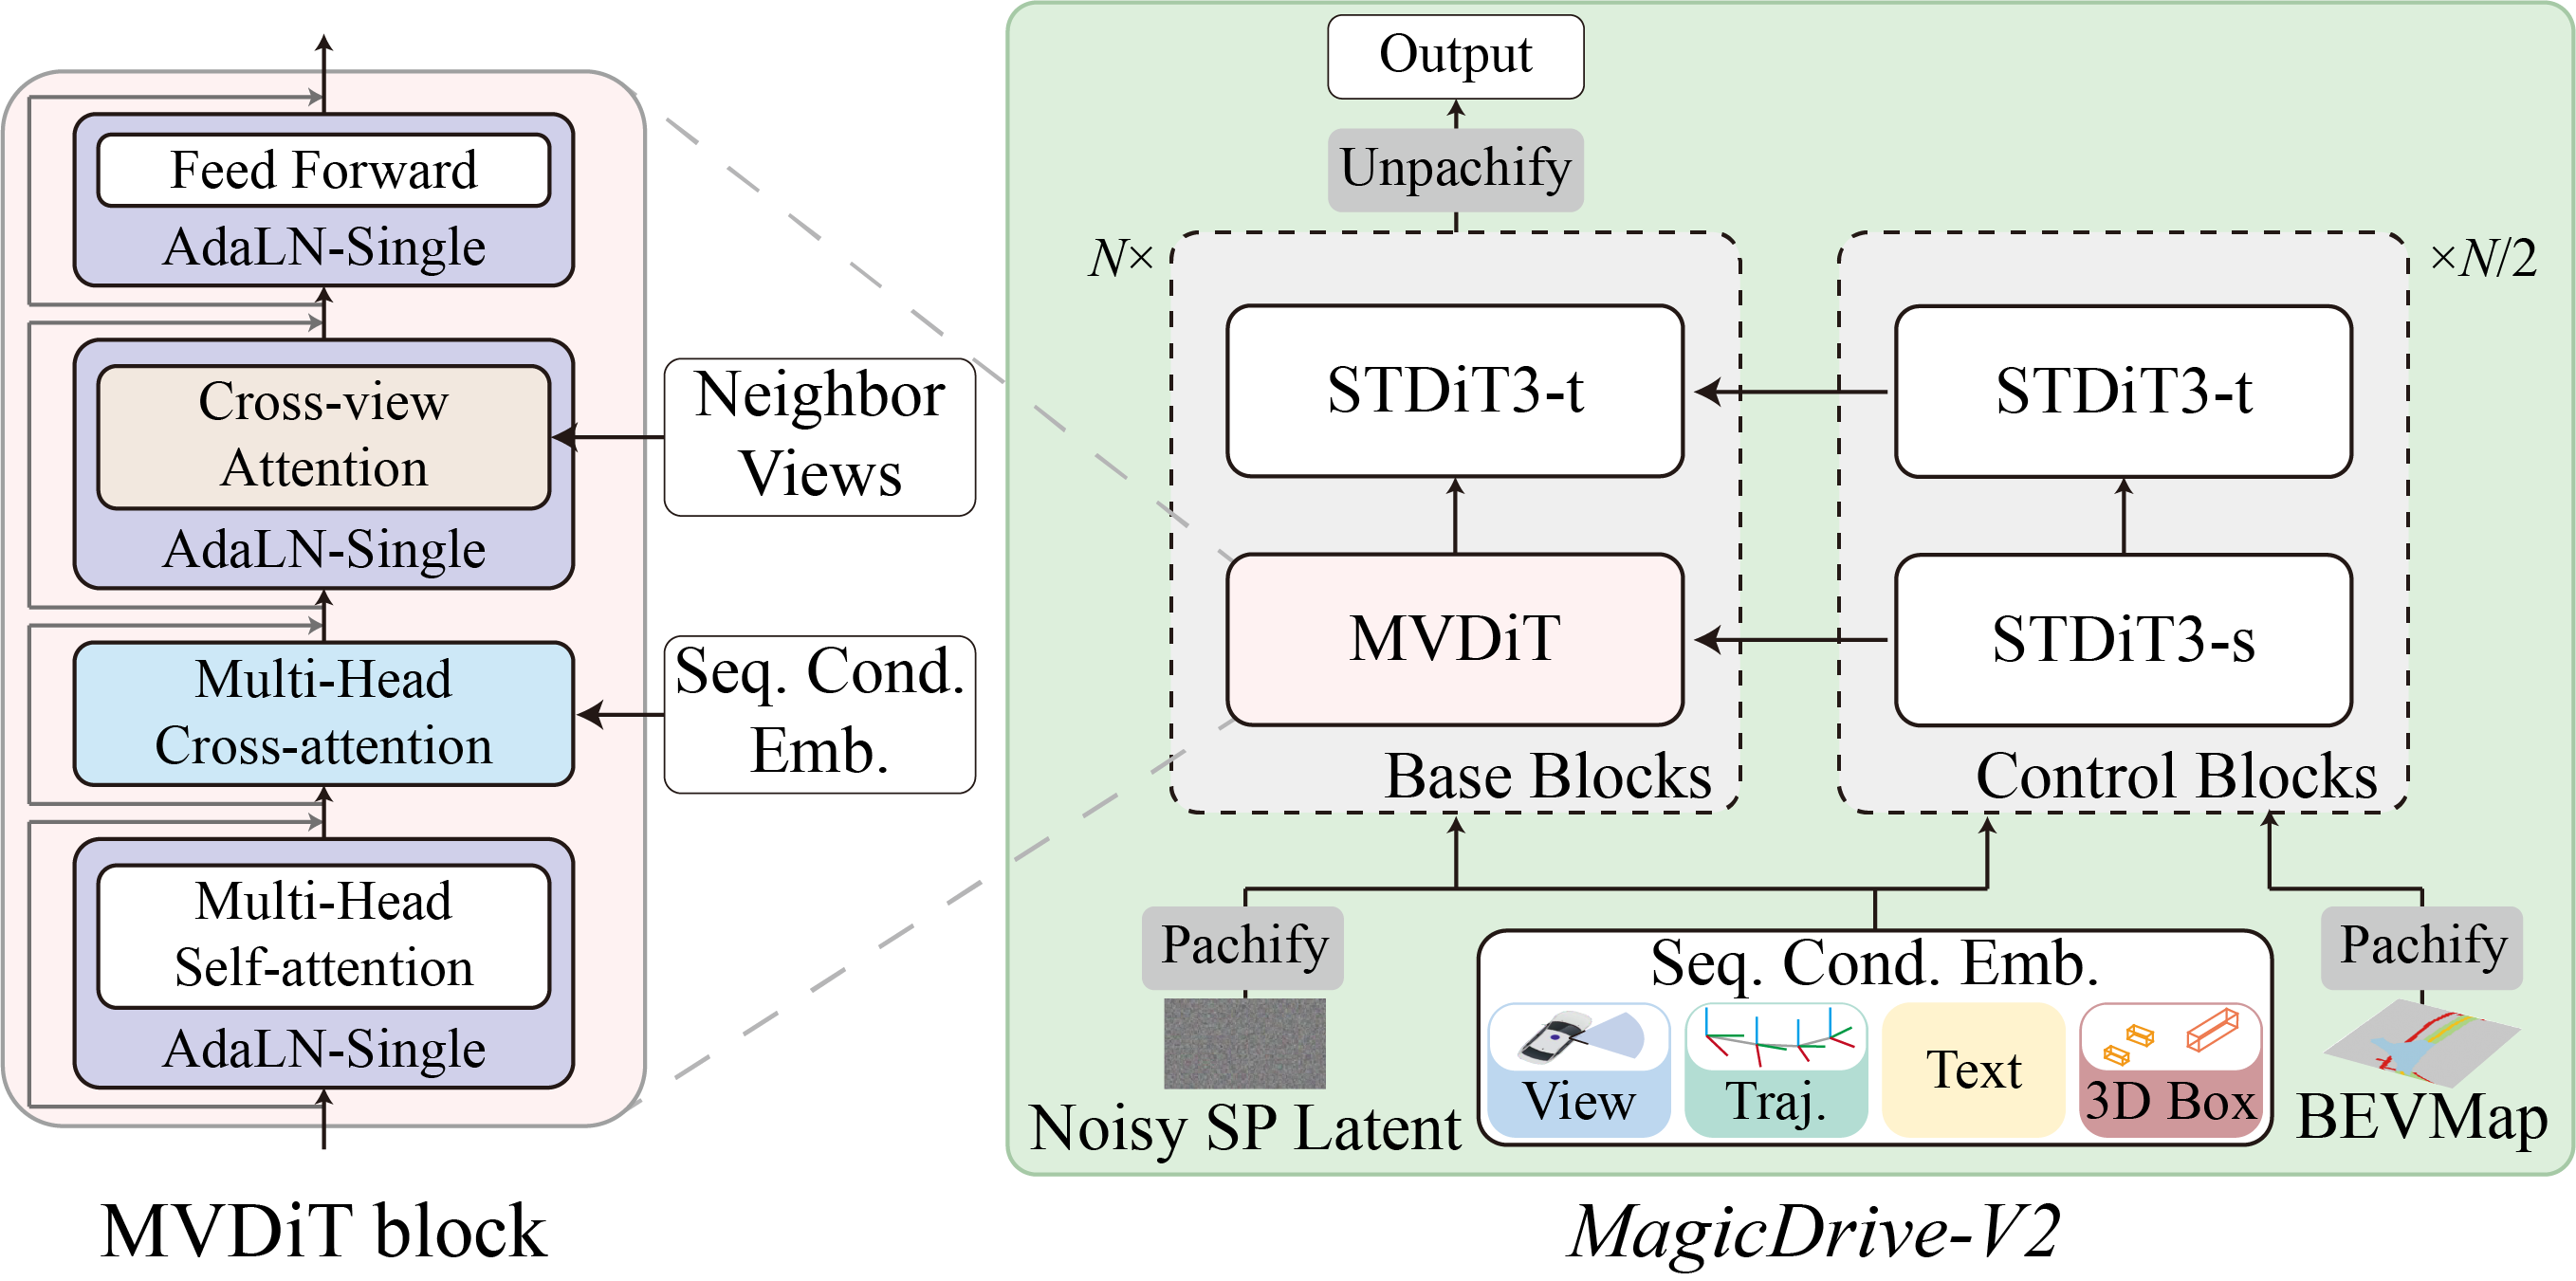 Feed Forward
AdaLN-Single
Cross-view
Attention
AdaLN-Single
Multi-Head
Cross-attention
Multi-Head
Self-attention
AdaLN-Single
Neighbor
Views
Seq. Cond.
Emb.
MVDiT block
Output
Unpachify
N×
×N/2
STDiT3-t
STDiT3-t
MVDiT
STDiT3-s
Base Blocks
Control Blocks
Pachify
Noisy SP Latent
Seq. Cond. Emb.
View
Traj.
Text
3D Box
Pachify
BEVMap
MagicDrive-V2